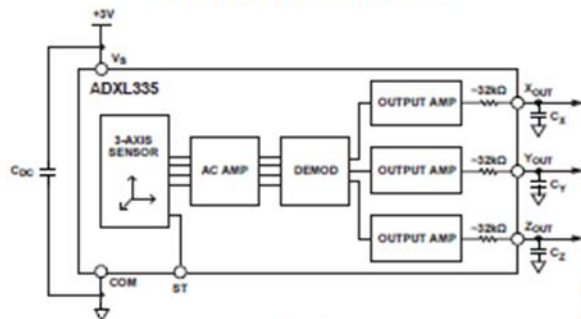 +3V
VS
ADXL335
3-AXIS
SENSOR
AC AMP
DEMOD
OUTPUT AMP
~32kΩ
XOUT
CX
OUTPUT AMP
~32kΩ
YOUT
CY
OUTPUT AMP
~32kΩ
ZOUT
CZ
CDC
COM
ST